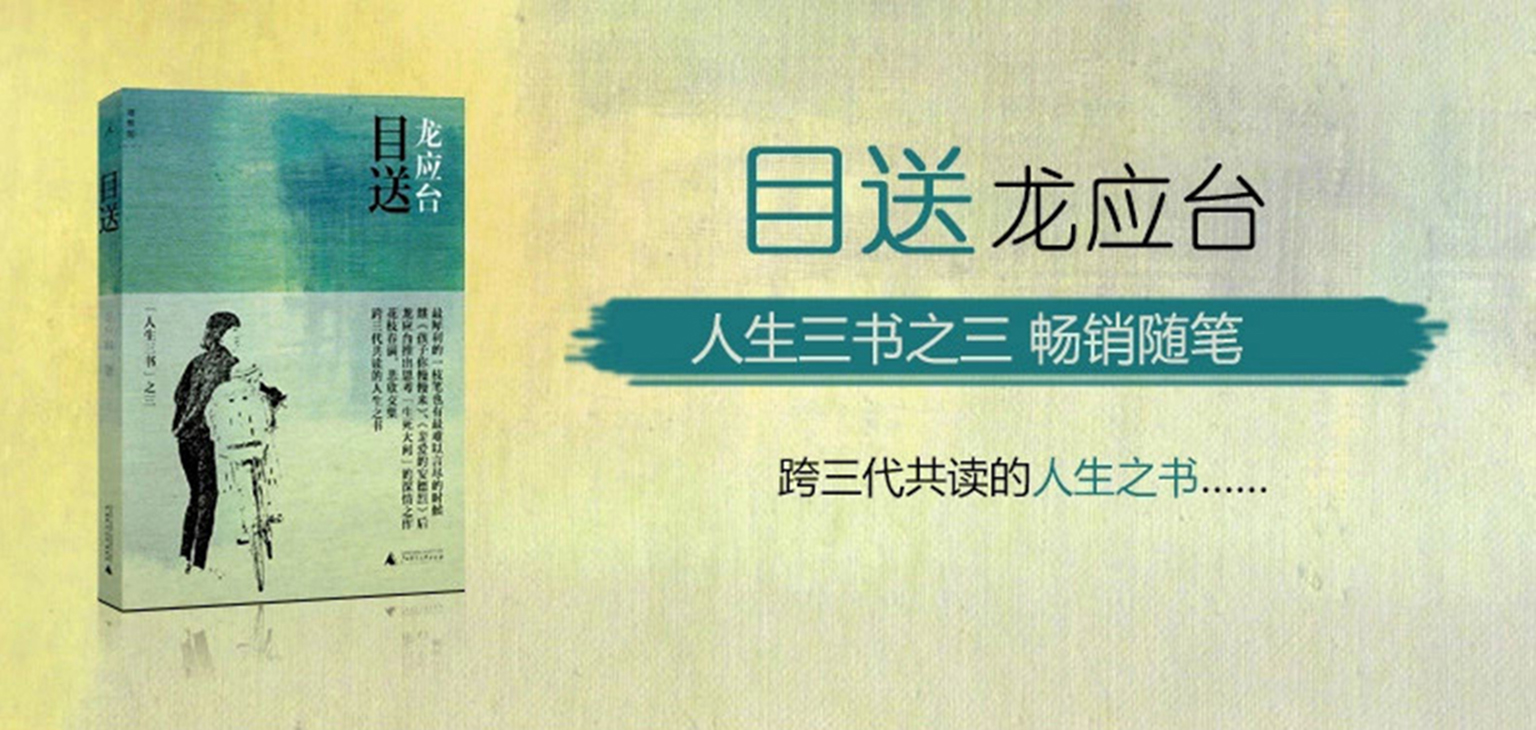 目送
龙应台
目送
「人生三书」之三
最犀利的一枝笔也有最难以言尽的时候
继《孩子你慢慢来》、《亲爱的安德烈》后
龙应台推出思考「生死大问」的深情之作
花枝春满，悲欣交集
跨三代共读的人生之书
目送 龙应台
人生三书之三 畅销随笔
跨三代共读的人生之书......